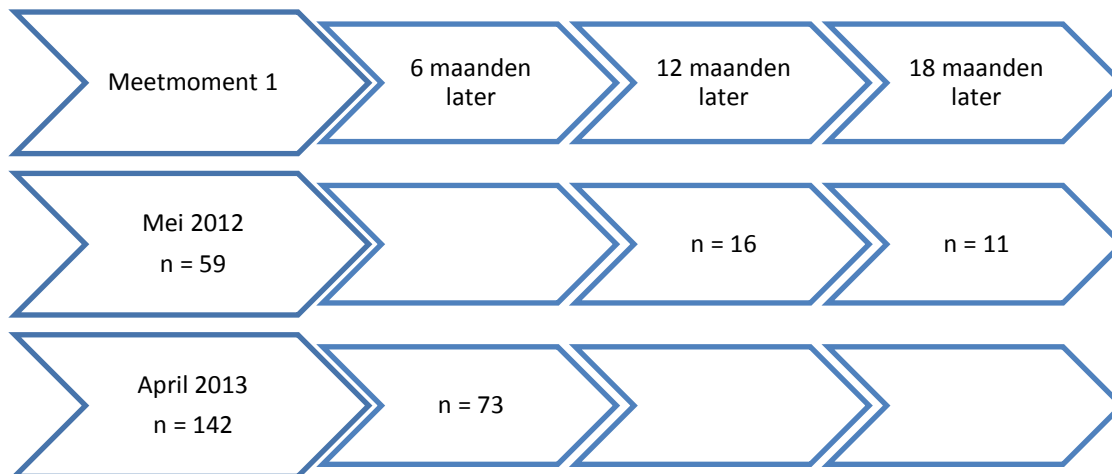 Meetmoment 1
6 maanden
later
12 maanden
later
18 maanden
later
Mei 2012
n = 59
n = 16
n = 11
April 2013
n = 142
n = 73